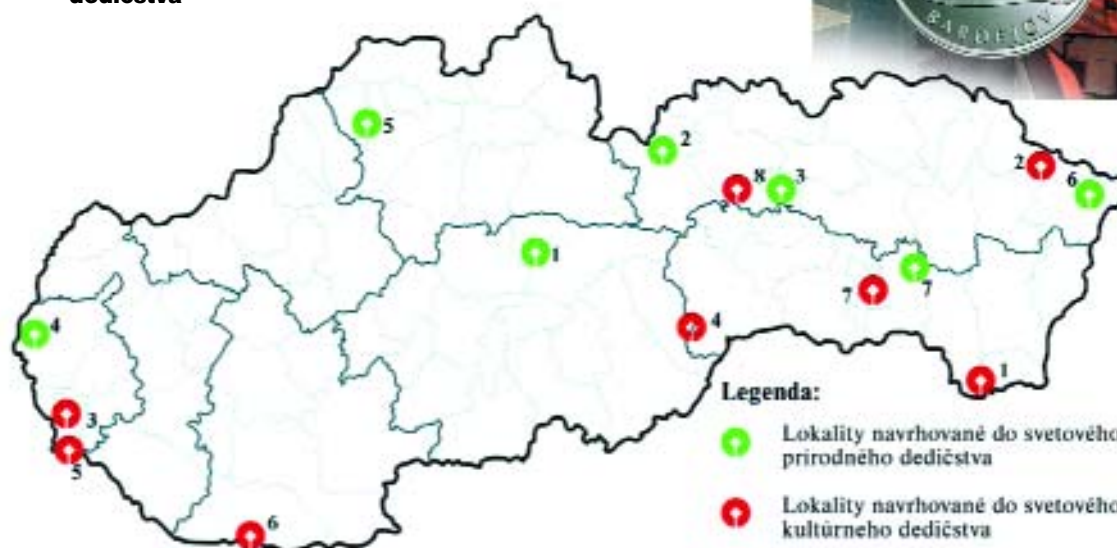 dedičstva
BARDEJOV
5
2
8
3
2
6
1
7
7
4
4
1
3
5
6
Legenda:
Lokality navrhované do svetového
prírodného dedičstva
Lokality navrhované do svetového
kultúrneho dedičstva